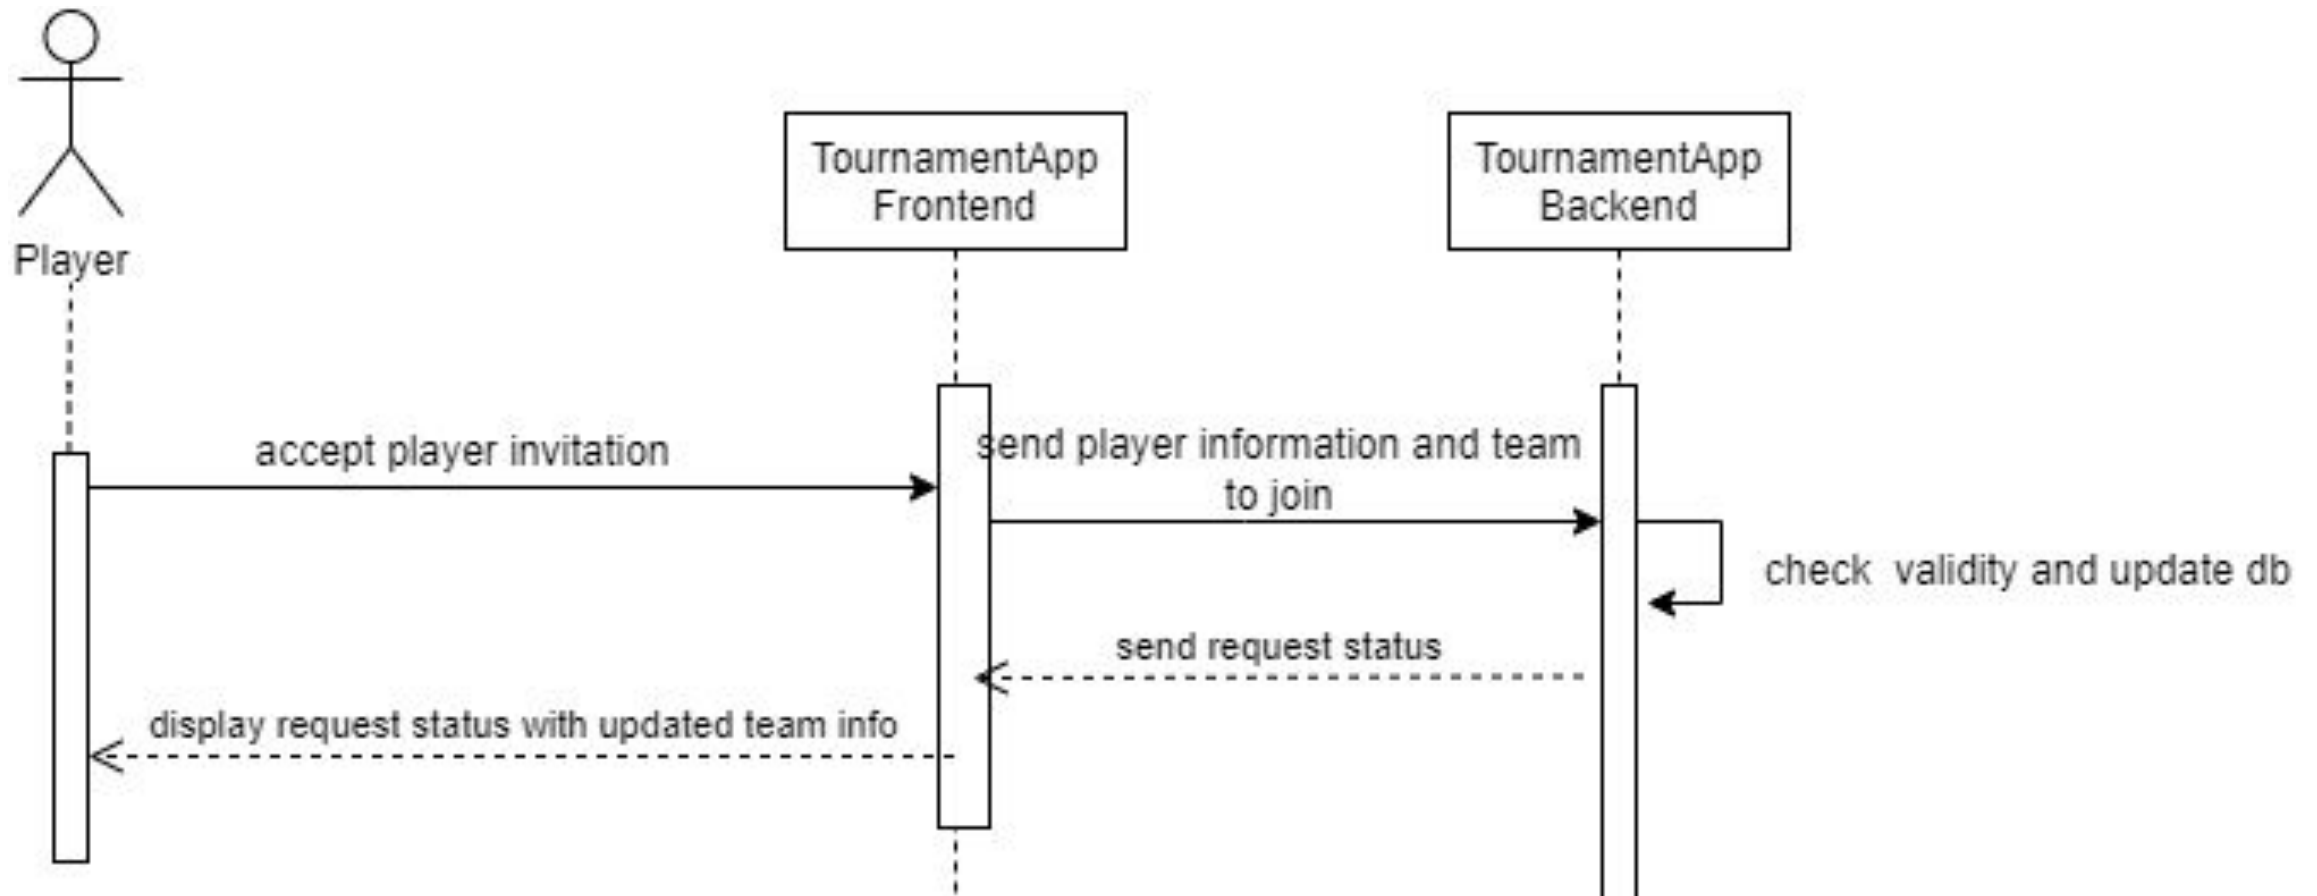 Player
TournamentApp
Frontend
TournamentApp
Backend
accept player invitation
send player information and team
to join
check  validity and update db
send request status
display request status with updated team info